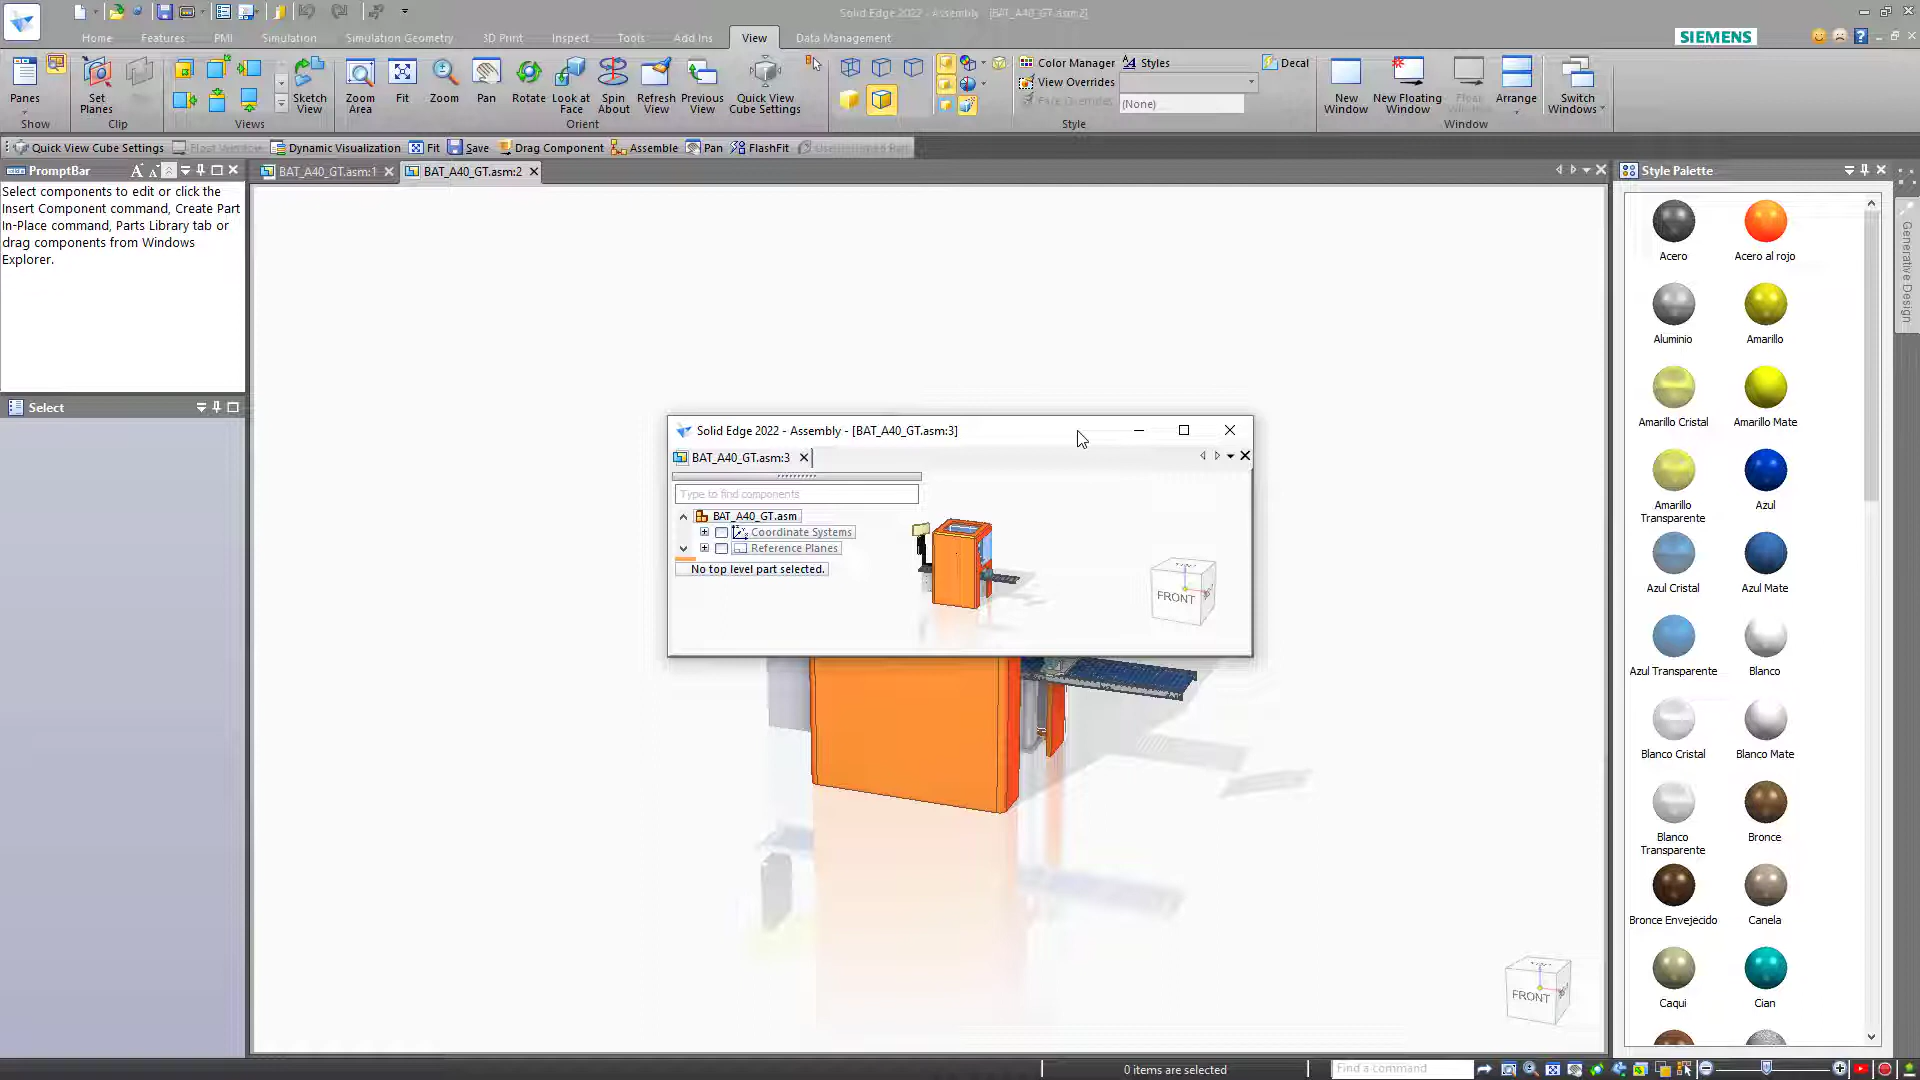 Solid Edge 2022 - Assembly - [BAT_A40_GT.asm:2]
Home Features PMI Simulation Simulation Geometry 3D Print Inspect Tools Add Ins View Data Management
SIEMENS
Panes
Set Planes
Sketch View
Zoom Area
Fit
Zoom
Pan
Rotate
Look at Face
Spin About
Refresh View
Previous View
Quick View Cube Settings
Color Manager
Styles
View Overrides
Face Overrides
(None)
Decal
New Window
New Floating Window
Float Window
Arrange
Switch Windows
Show Clip Views Orient Style Window
Quick View Cube Settings Float Window Dynamic Visualization Fit Save Drag Component Assemble Pan FlashFit
PromptBar
BAT_A40_GT.asm:1
BAT_A40_GT.asm:2
Style Palette
Select components to edit or click the
Insert Component command, Create Part
In-Place command, Parts Library tab or
drag components from Windows
Explorer.
Select
Solid Edge 2022 - Assembly - [BAT_A40_GT.asm:3]
BAT_A40_GT.asm:3
Type to find components
BAT_A40_GT.asm
Coordinate Systems
Reference Planes
No top level part selected.
FRONT
FRONT
Acero
Acero al rojo
Aluminio
Amarillo
Amarillo Cristal
Amarillo Mate
Amarillo Transparente
Azul
Azul Cristal
Azul Mate
Azul Transparente
Blanco
Blanco Cristal
Blanco Mate
Blanco Transparente
Bronce
Bronce Envejecido
Canela
Caqui
Cian
Generative Design
0 items are selected
Find a command